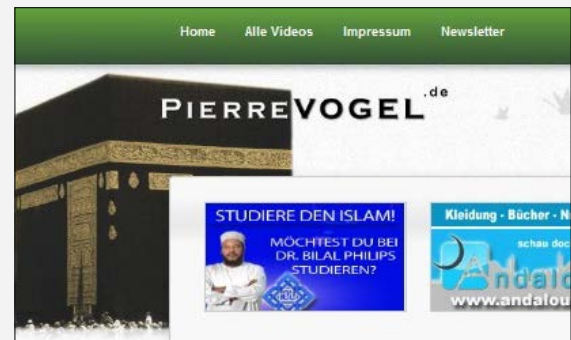 Home Alle Videos Impressum Newsletter
PIERREVOGEL.de
STUDIERE DEN ISLAM!
MÖCHTEST DU BEI
DR. BILAL PHILIPS
STUDIEREN?
Kleidung - Bücher -
schau
Andalou
www.andalou